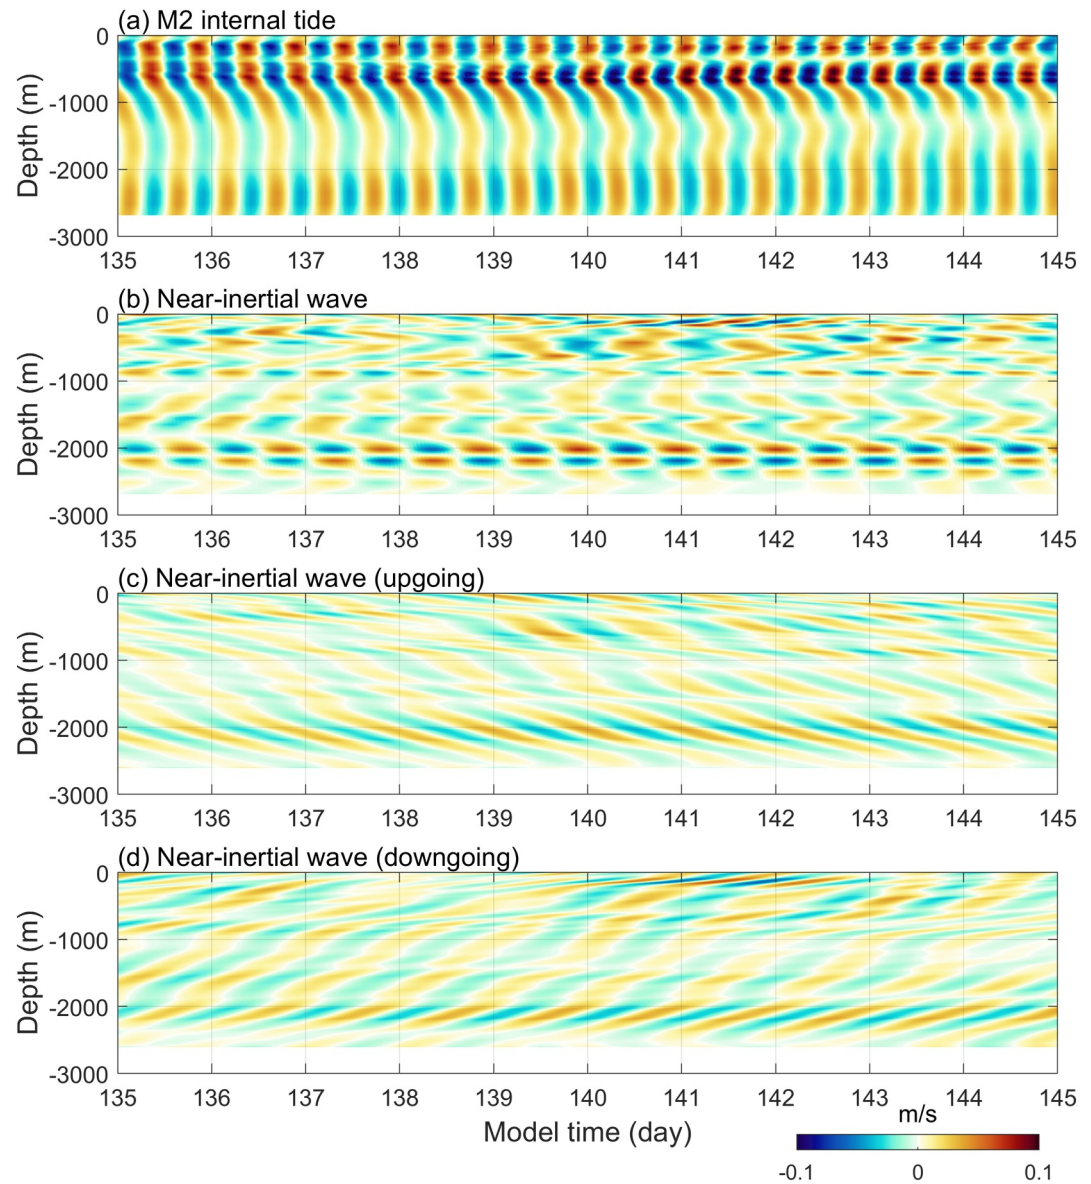 (a) M2 internal tide
0
-1000
-2000
-3000
Depth (m)
135 136 137 138 139 140 141 142 143 144 145
(b) Near-inertial wave
0
-1000
-2000
-3000
Depth (m)
135 136 137 138 139 140 141 142 143 144 145
(c) Near-inertial wave (upgoing)
0
-1000
-2000
-3000
Depth (m)
135 136 137 138 139 140 141 142 143 144 145
(d) Near-inertial wave (downgoing)
0
-1000
-2000
-3000
Depth (m)
135 136 137 138 139 140 141 142 143 144 145
Model time (day)
m/s
-0.1 0 0.1